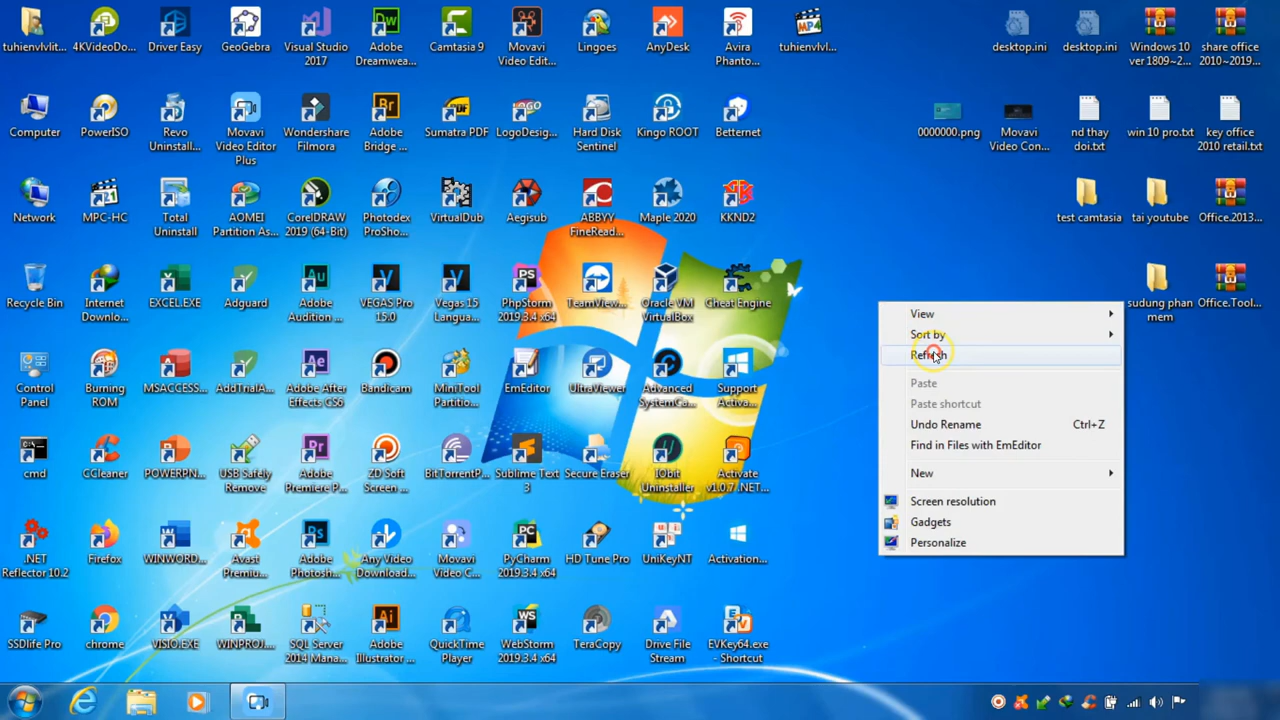 tuhienvlvlit...
4KVideoDo...
Driver Easy
GeoGebra
Visual Studio
2017
Adobe
Dreamwea...
Camtasia 9
Movavi
Video Edit...
Lingoes
AnyDesk
Avira
Phanto...
tuhienvlvl...
desktop.ini
desktop.ini
Windows 10
ver 1809~2...
share office
2010~2019...
Computer
PowerISO
Revo
Uninstall...
Movavi
Video Editor
Plus
Wondershare
Filmora
Adobe
Bridge ...
Sumatra PDF
LogoDesig...
Hard Disk
Sentinel
Kingo ROOT
Betternet
0000000.png
Movavi
Video Con...
nd thay
doi.txt
win 10 pro.txt
key office
2010 retail.txt
Network
MPC-HC
Total
Uninstall
AOMEI
Partition As...
CorelDRAW
2019 (64-Bit)
Photodex
ProSho...
VirtualDub
Aegisub
ABBYY
FineRead...
Maple 2020
KKND2
test camtasia
tai youtube
Office.2013...
Recycle Bin
Internet
Downlo...
EXCEL.EXE
Adguard
Adobe
Audition ...
VEGAS Pro
15.0
Vegas 15
Langua...
PhpStorm
2019.3.4 x64
TeamView...
Oracle VM
VirtualBox
Cheat Engine
sudung phan
mem
Office.Tool...
Control
Panel
Burning
ROM
MSACCESS...
AddTrialA...
Adobe After
Effects CS6
Bandicam
MiniTool
Partitio...
EmEditor
UltraViewer
Advanced
SystemCa...
Support
Activa...
cmd
CCleaner
POWERPN...
USB Safely
Remove
Adobe
Premiere P...
ZD Soft
Screen ...
BitTorrentP...
Sublime Text
3
Secure Eraser
IObit
Uninstaller
Activate
v1.0.7 .NET...
.NET
Reflector 10.2
Firefox
WINWORD...
Avast
Premiu...
Adobe
Photosh...
Any Video
Download...
Movavi
Video C...
PyCharm
2019.3.4 x64
HD Tune Pro
UniKeyNT
Activation...
SSDlife Pro
chrome
VISIO.EXE
WINPROJ....
SQL Server
2014 Mana...
Adobe
Illustrator ...
QuickTime
Player
WebStorm
2019.3.4 x64
TeraCopy
Drive File
Stream
EVKey64.exe
- Shortcut
View
Sort by
Refresh
Paste
Paste shortcut
Undo Rename Ctrl+Z
Find in Files with EmEditor
New
Screen resolution
Gadgets
Personalize